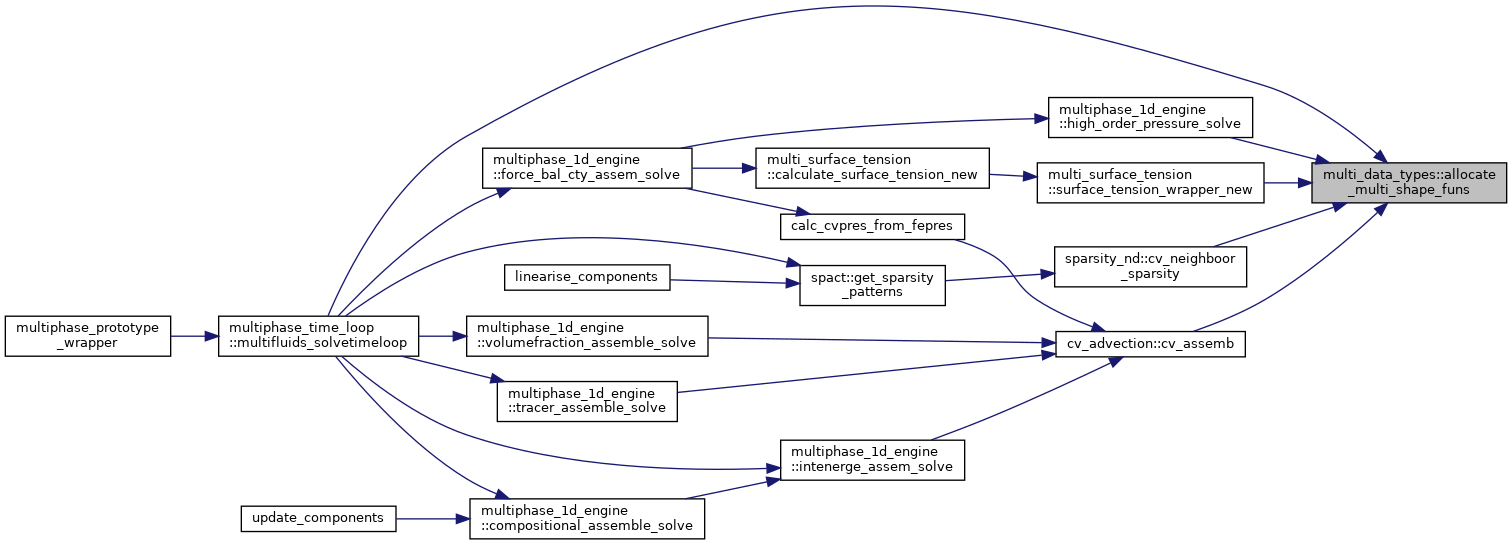 multiphase_1d_engine
::high_order_pressure_solve
multiphase_1d_engine
::force_bal_cty_assem_solve
multi_surface_tension
::calculate_surface_tension_new
multi_surface_tension
::surface_tension_wrapper_new
multi_data_types::allocate
_multi_shape_funs
calc_cvpres_from_fepres
sparsity_nd::cv_neighboor
_sparsity
linearise_components
spact::get_sparsity
_patterns
multiphase_prototype
_wrapper
multiphase_time_loop
::multifluids_solvetimeloop
multiphase_1d_engine
::volumefraction_assemble_solve
cv_advection::cv_assemb
multiphase_1d_engine
::tracer_assemble_solve
multiphase_1d_engine
::intenerge_assem_solve
update_components
multiphase_1d_engine
::compositional_assemble_solve